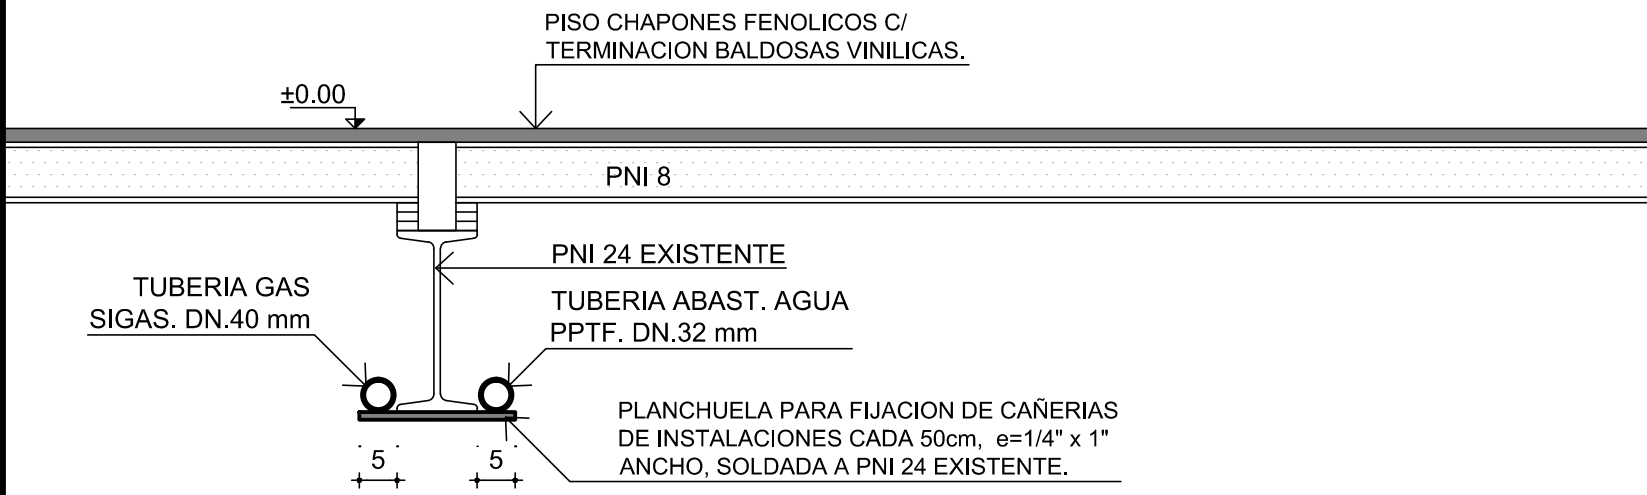 PISO CHAPONES FENOLICOS C/
TERMINACION BALDOSAS VINILICAS.
±0.00
PNI 8
PNI 24 EXISTENTE
TUBERIA GAS
SIGAS. DN.40 mm
TUBERIA ABAST. AGUA
PPTF. DN.32 mm
PLANCHUELA PARA FIJACION DE CAÑERIAS
DE INSTALACIONES CADA 50cm, e=1/4" x 1"
ANCHO, SOLDADA A PNI 24 EXISTENTE.
5
5